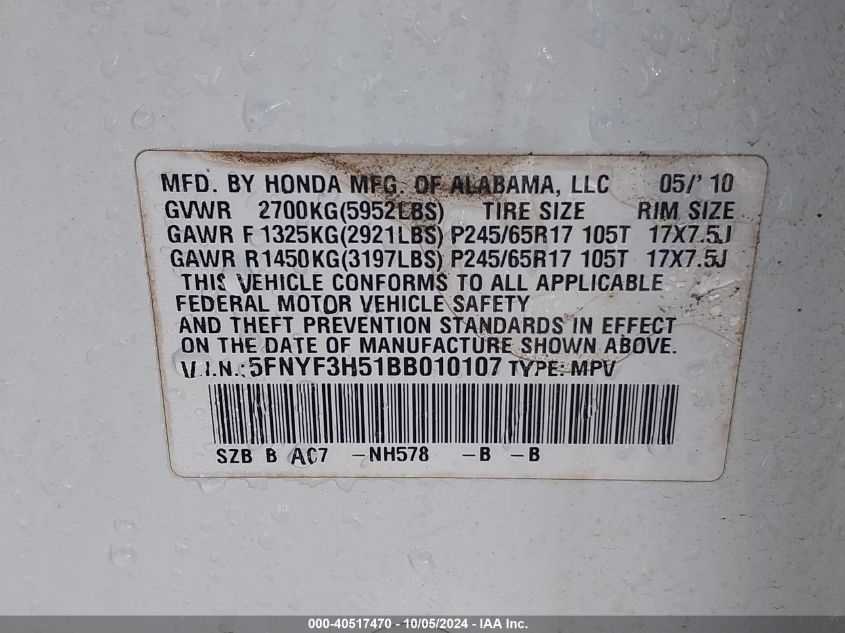 MFD. BY HONDA MFG. OF ALABAMA, LLC 05/'10
GVWR 2700KG(5952LBS) TIRE SIZE RIM SIZE
GAWR F 1325KG(2921LBS) P245/65R17 105T 17X7.5J
GAWR R1450KG(3197LBS) P245/65R17 105T 17X7.5J
THIS VEHICLE CONFORMS TO ALL APPLICABLE
FEDERAL MOTOR VEHICLE SAFETY
AND THEFT PREVENTION STANDARDS IN EFFECT
ON THE DATE OF MANUFACTURE SHOWN ABOVE.
V.I.N.:5FNYF3H51BB010107 TYPE: MPV
SZB B A07 -NH578 -B -B
000-40517470 - 10/05/2024 - IAA Inc.